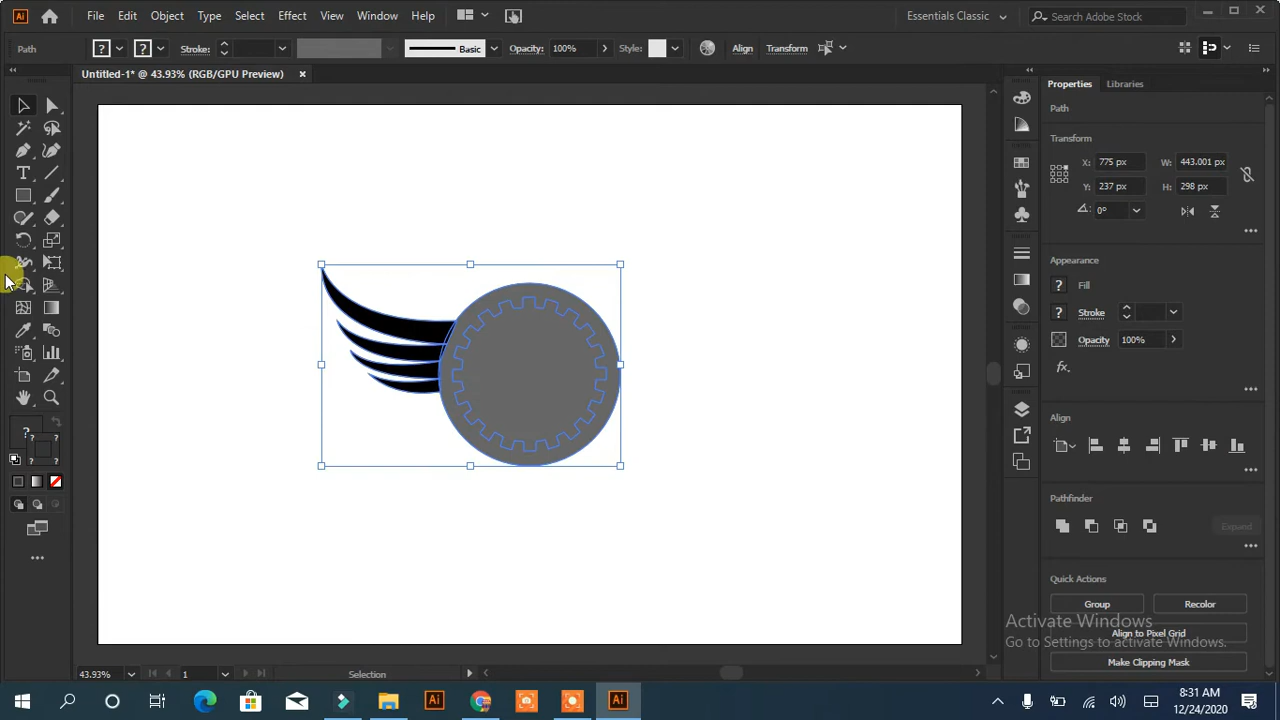 Ai File Edit Object Type Select Effect View Window Help Essentials Classic Search Adobe Stock
Path ? ? Stroke: Basic Opacity: 100% Style: Align Transform
Untitled-1* @ 43.93% (RGB/GPU Preview)
Properties Libraries
Path
Transform
X: 775 px W: 443.001 px
Y: 237 px H: 298 px
0°
Appearance
? Fill
? Stroke
Opacity 100%
fx.
Align
Pathfinder
Expand
Quick Actions
Group Recolor
Align to Pixel Grid
Make Clipping Mask
Activate Windows
Go to Settings to activate Windows.
43.93% 1 Selection
Ai Ai
8:31 AM
12/24/2020